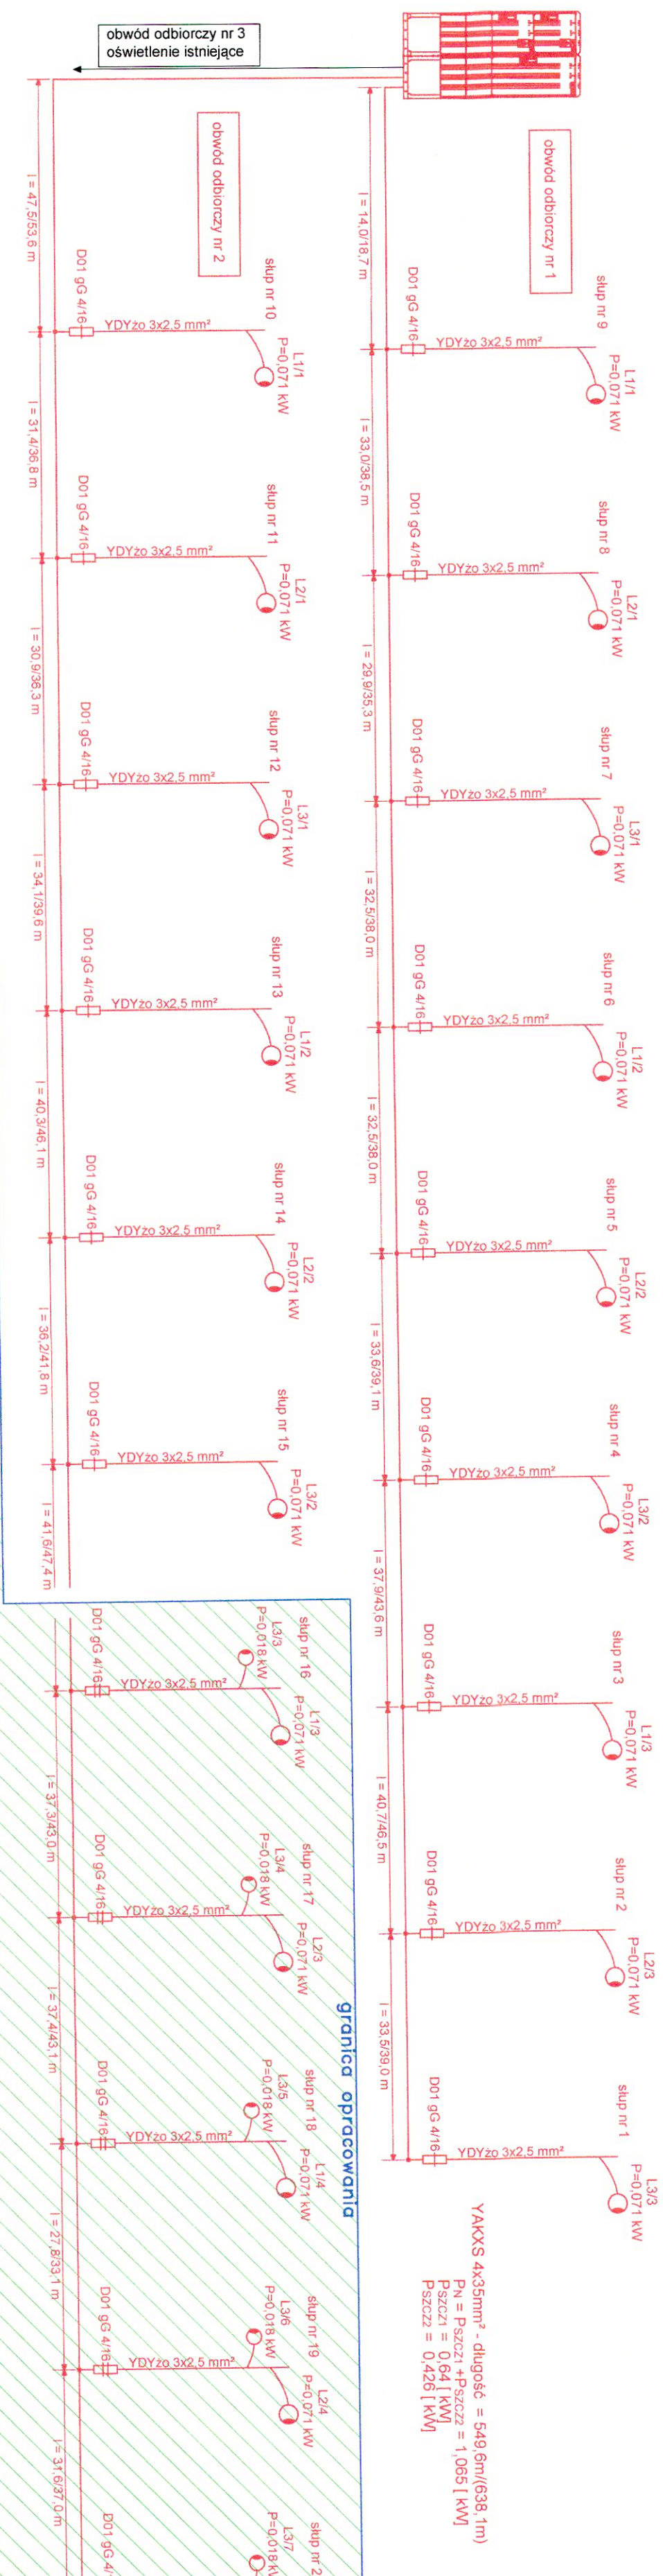 obwód odbiorczy nr 3
oświetlenie istniejące
obwód odbiorczy nr 1
l = 14,0/18,7 m
słup nr 9
L1/1
P=0,071 kW
D01 gG 4/16
YDYżo 3x2,5 mm²
l = 33,0/38,5 m
słup nr 8
L2/1
P=0,071 kW
D01 gG 4/16
YDYżo 3x2,5 mm²
l = 29,9/35,3 m
słup nr 7
L3/1
P=0,071 kW
D01 gG 4/16
YDYżo 3x2,5 mm²
l = 32,5/38,0 m
słup nr 6
L1/2
P=0,071 kW
D01 gG 4/16
YDYżo 3x2,5 mm²
l = 32,5/38,0 m
słup nr 5
L2/2
P=0,071 kW
D01 gG 4/16
YDYżo 3x2,5 mm²
l = 33,6/39,1 m
słup nr 4
L3/2
P=0,071 kW
D01 gG 4/16
YDYżo 3x2,5 mm²
l = 37,9/43,6 m
słup nr 3
L1/3
P=0,071 kW
D01 gG 4/16
YDYżo 3x2,5 mm²
l = 40,7/46,5 m
słup nr 2
L2/3
P=0,071 kW
D01 gG 4/16
YDYżo 3x2,5 mm²
l = 33,5/39,0 m
słup nr 1
L3/3
P=0,071 kW
D01 gG 4/16
YDYżo 3x2,5 mm²
YAKXS 4x35mm² - długość = 549,6m/(638,1m)
PN = PSZCZ1 +PSZCZ2 = 1,065 [ kW]
PSZCZ1 = 0,64 [ kW]
PSZCZ2 = 0,426 [ kW]
obwód odbiorczy nr 2
l = 47,5/53,6 m
słup nr 10
L1/1
P=0,071 kW
D01 gG 4/16
YDYżo 3x2,5 mm²
l = 31,4/36,8 m
słup nr 11
L2/1
P=0,071 kW
D01 gG 4/16
YDYżo 3x2,5 mm²
l = 30,9/36,3 m
słup nr 12
L3/1
P=0,071 kW
D01 gG 4/16
YDYżo 3x2,5 mm²
l = 34,1/39,6 m
słup nr 13
L1/2
P=0,071 kW
D01 gG 4/16
YDYżo 3x2,5 mm²
l = 40,3/46,1 m
słup nr 14
L2/2
P=0,071 kW
D01 gG 4/16
YDYżo 3x2,5 mm²
l = 36,2/41,8 m
słup nr 15
L3/2
P=0,071 kW
D01 gG 4/16
YDYżo 3x2,5 mm²
l = 41,6/47,4 m
granica opracowania
słup nr 16
L3/3
P=0,018 kW
L1/3
P=0,071 kW
D01 gG 4/16
YDYżo 3x2,5 mm²
l = 37,3/43,0 m
słup nr 17
L3/4
P=0,018 kW
L2/3
P=0,071 kW
D01 gG 4/16
YDYżo 3x2,5 mm²
l = 37,4/43,1 m
słup nr 18
L3/5
P=0,018 kW
L1/4
P=0,071 kW
D01 gG 4/16
YDYżo 3x2,5 mm²
l = 27,8/33,1 m
słup nr 19
L3/6
P=0,018 kW
L2/4
P=0,071 kW
D01 gG 4/16
YDYżo 3x2,5 mm²
l = 31,6/37,0 m
słup nr 2
L3/7
P=0,018 k
D01 gG 4/